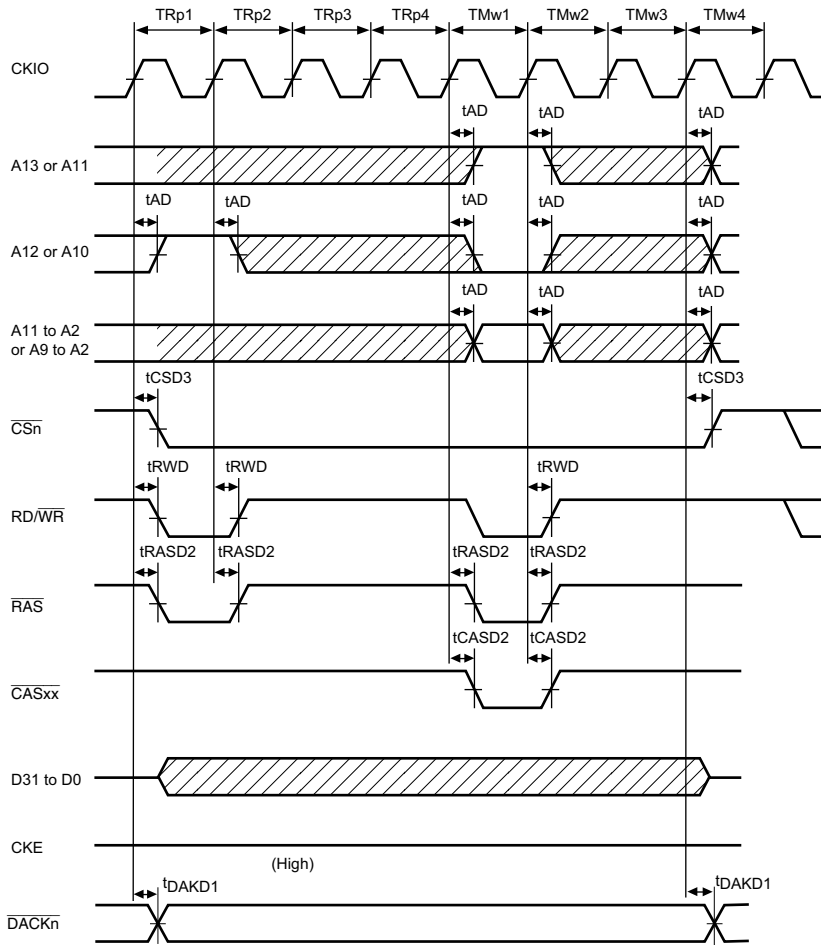 TRp1 TRp2 TRp3 TRp4 TMw1 TMw2 TMw3 TMw4
CKIO
tAD tAD tAD
A13 or A11
tAD tAD tAD tAD tAD
A12 or A10
tAD tAD tAD
A11 to A2
or A9 to A2
tCSD3 tCSD3
CSn
tRWD tRWD tRWD
RD/WR
tRASD2 tRASD2 tRASD2 tRASD2
RAS
tCASD2 tCASD2
CASxx
D31 to D0
CKE
(High)
tDAKD1 tDAKD1
DACKn